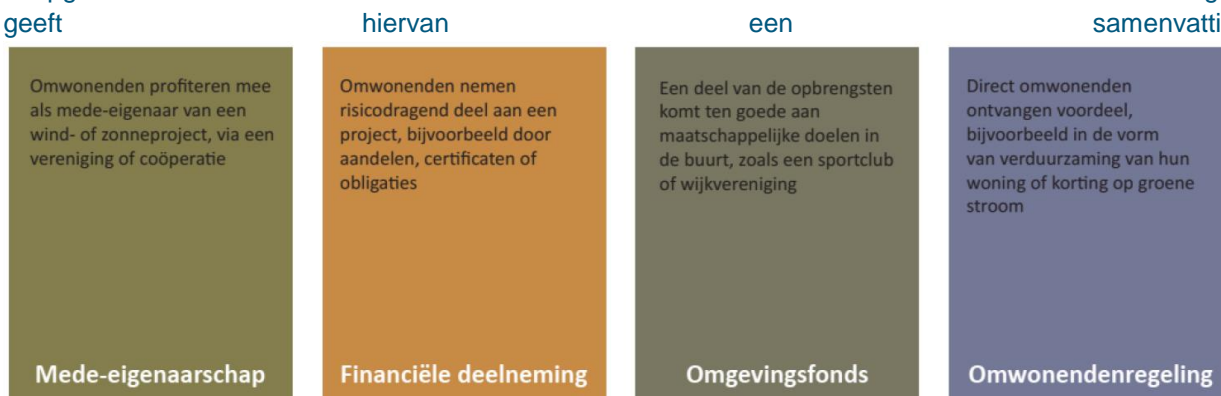 geeft hiervan een samenvatti
Omwonenden profiteren mee
als mede-eigenaar van een
wind- of zonneproject, via een
vereniging of coöperatie
Mede-eigenaarschap
Omwonenden nemen
risicodragend deel aan een
project, bijvoorbeeld door
aandelen, certificaten of
obligaties
Financiële deelneming
Een deel van de opbrengsten
komt ten goede aan
maatschappelijke doelen in
de buurt, zoals een sportclub
of wijkvereniging
Omgevingsfonds
Direct omwonenden
ontvangen voordeel,
bijvoorbeeld in de vorm
van verduurzaming van hun
woning of korting op groene
stroom
Omwonendenregeling